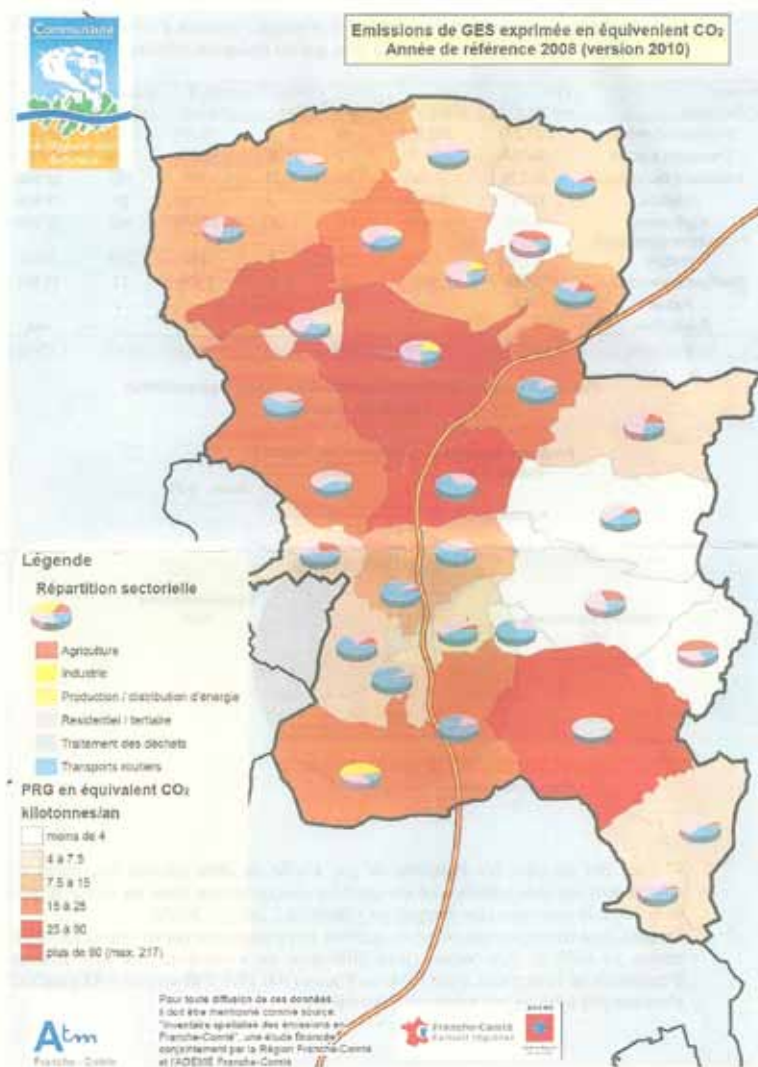 Communauté
Emissions de GES exprimée en équivenlent CO₂
Année de référence 2008 (version 2010)
Légende
Répartition sectorielle
Agriculture
Industrie
Production / distribution d'énergie
Residentiel / tertiaire
Traitement des déchets
Transports routiers
PRG en équivalent CO₂
kilotonnes/an
moins de 4
4 à 7.5
7.5 à 15
15 à 25
25 à 90
plus de 90 (max. 217)
Pour toute diffusion de ces données
il doit être mentionné comme source:
"Inventaire spatialisé des émissions en
Franche-Comté", une étude financée
conjointement par la Région Franche-Comté
et l'ADEME Franche-Comté
Atm
Franche - Comté
Franche-Comté
ADEME